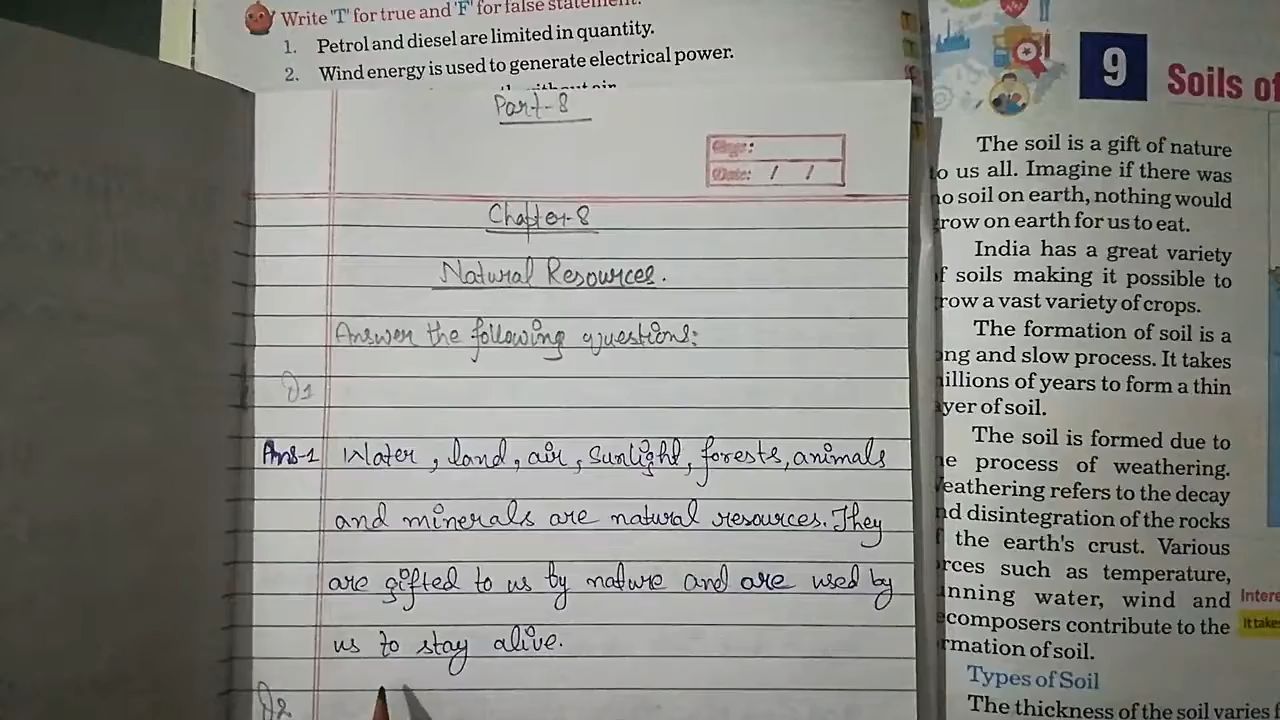 Write 'T' for true and 'F' for false statement.
1. Petrol and diesel are limited in quantity.
2. Wind energy is used to generate electrical power.
Part-8
Page:
Date: / /
Chapter-8
Natural Resources.
Answer the following questions:
Q1
Ans-1 Water, land, air, sunlight, forests, animals
and minerals are natural resources. They
are gifted to us by nature and are used by
us to stay alive.
Q2
9 Soils of
The soil is a gift of nature
to us all. Imagine if there was
no soil on earth, nothing would
row on earth for us to eat.
India has a great variety
f soils making it possible to
row a vast variety of crops.
The formation of soil is a
ong and slow process. It takes
illions of years to form a thin
ayer of soil.
The soil is formed due to
he process of weathering.
Weathering refers to the decay
nd disintegration of the rocks
f the earth's crust. Various
rces such as temperature,
unning water, wind and
ecomposers contribute to the
rmation of soil.
Intere
It takes
Types of Soil
The thickness of the soil varies f